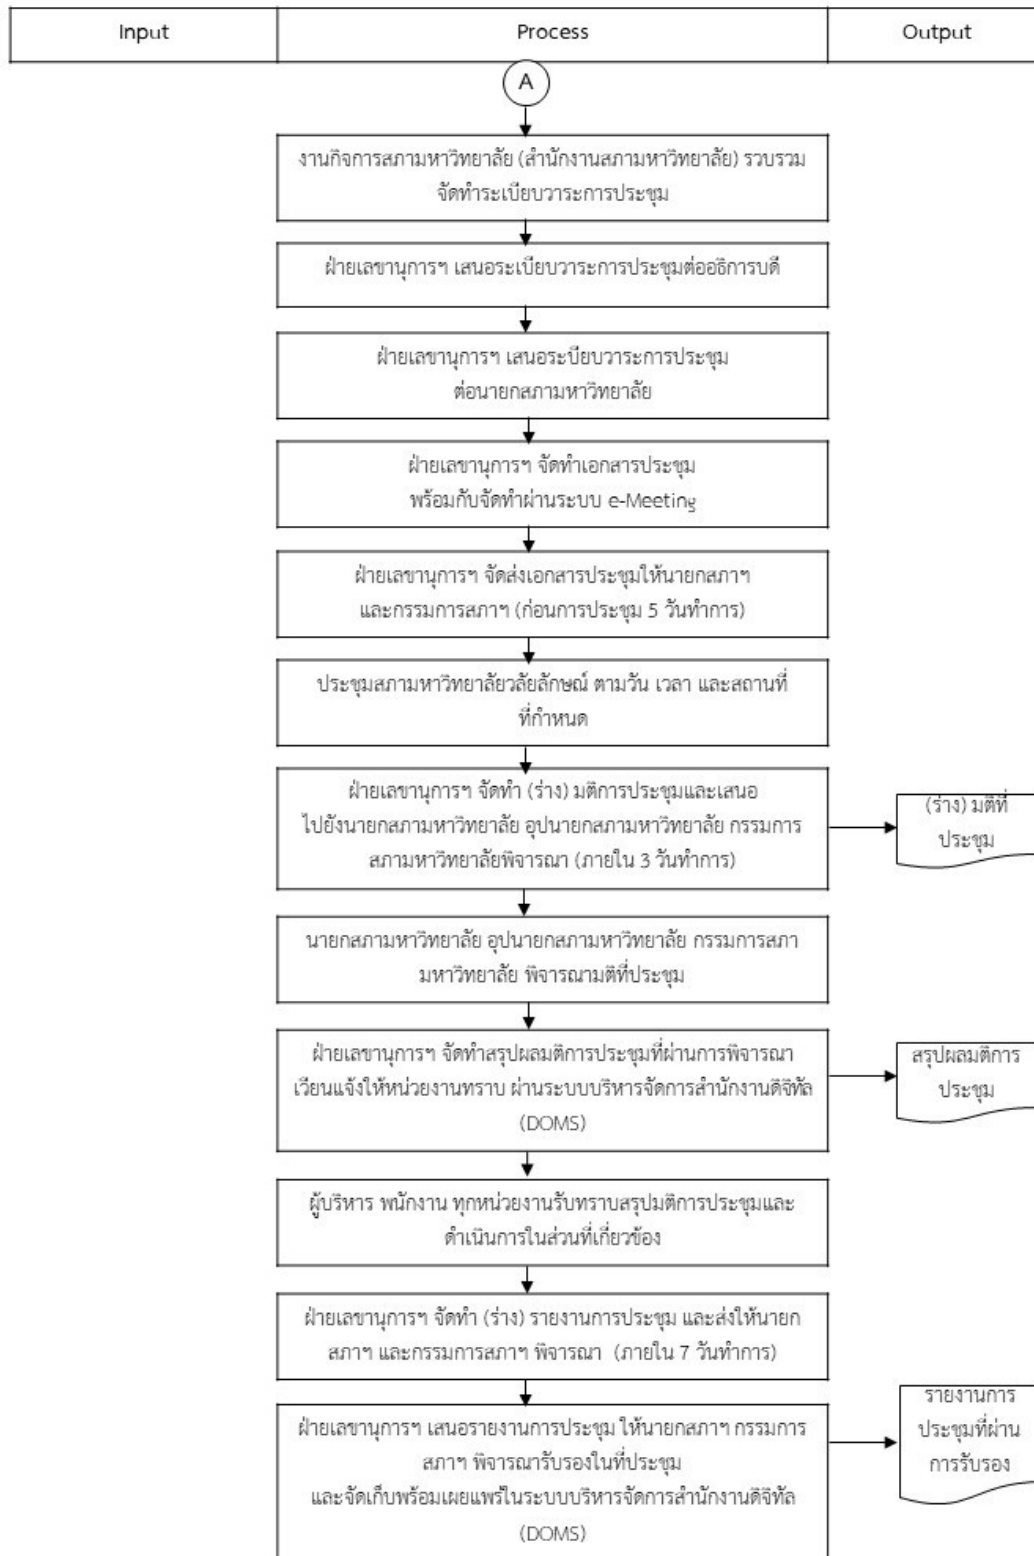 Input Process Output
A
งานกิจการสภามหาวิทยาลัย (สำนักงานสภามหาวิทยาลัย) รวบรวม
จัดทำระเบียบวาระการประชุม
ฝ่ายเลขานุการฯ เสนอระเบียบวาระการประชุมต่ออธิการบดี
ฝ่ายเลขานุการฯ เสนอระบียบวาระการประชุม
ต่อนายกสภามหาวิทยาลัย
ฝ่ายเลขานุการฯ จัดทำเอกสารประชุม
พร้อมกับจัดทำผ่านระบบ e-Meeting
ฝ่ายเลขานุการฯ จัดส่งเอกสารประชุมให้นายกสภาฯ
และกรรมการสภาฯ (ก่อนการประชุม 5 วันทำการ)
ประชุมสภามหาวิทยาลัยวลัยลักษณ์ ตามวัน เวลา และสถานที่
ที่กำหนด
ฝ่ายเลขานุการฯ จัดทำ (ร่าง) มติการประชุมและเสนอ
ไปยังนายกสภามหาวิทยาลัย อุปนายกสภามหาวิทยาลัย กรรมการ
สภามหาวิทยาลัยพิจารณา (ภายใน 3 วันทำการ)
(ร่าง) มติที่
ประชุม
นายกสภามหาวิทยาลัย อุปนายกสภามหาวิทยาลัย กรรมการสภา
มหาวิทยาลัย พิจารณามติที่ประชุม
ฝ่ายเลขานุการฯ จัดทำสรุปผลมติการประชุมที่ผ่านการพิจารณา
เวียนแจ้งให้หน่วยงานทราบ ผ่านระบบบริหารจัดการสำนักงานดิจิทัล
(DOMS)
สรุปผลมติการ
ประชุม
ผู้บริหาร พนักงาน ทุกหน่วยงานรับทราบสรุปมติการประชุมและ
ดำเนินการในส่วนที่เกี่ยวข้อง
ฝ่ายเลขานุการฯ จัดทำ (ร่าง) รายงานการประชุม และส่งให้นายก
สภาฯ และกรรมการสภาฯ พิจารณา (ภายใน 7 วันทำการ)
ฝ่ายเลขานุการฯ เสนอรายงานการประชุม ให้นายกสภาฯ กรรมการ
สภาฯ พิจารณารับรองในที่ประชุม
และจัดเก็บพร้อมเผยแพร่ในระบบบริหารจัดการสำนักงานดิจิทัล
(DOMS)
รายงานการ
ประชุมที่ผ่าน
การรับรอง